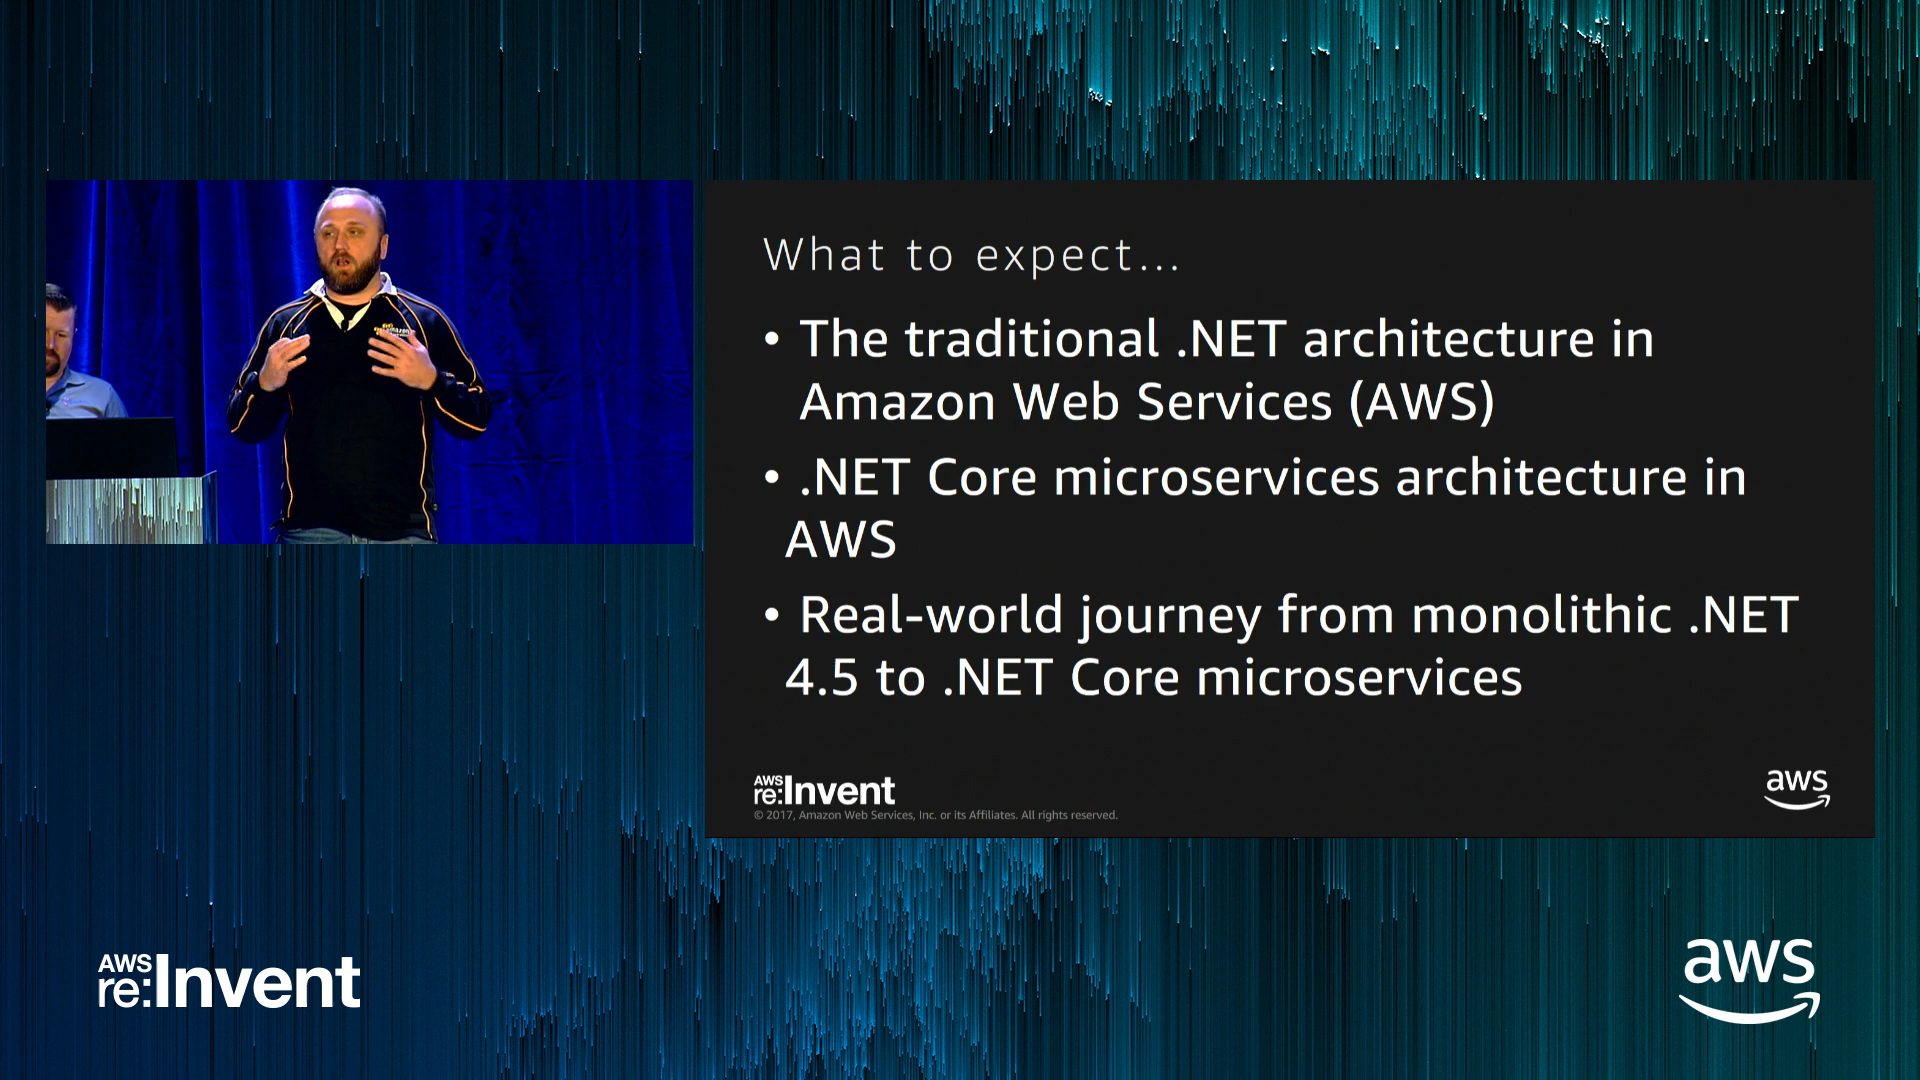 What to expect...
• The traditional .NET architecture in
Amazon Web Services (AWS)
• .NET Core microservices architecture in
AWS
• Real-world journey from monolithic .NET
4.5 to .NET Core microservices
AWS
re:Invent
© 2017, Amazon Web Services, Inc. or its Affiliates. All rights reserved.
aws
AWS
re:Invent
aws